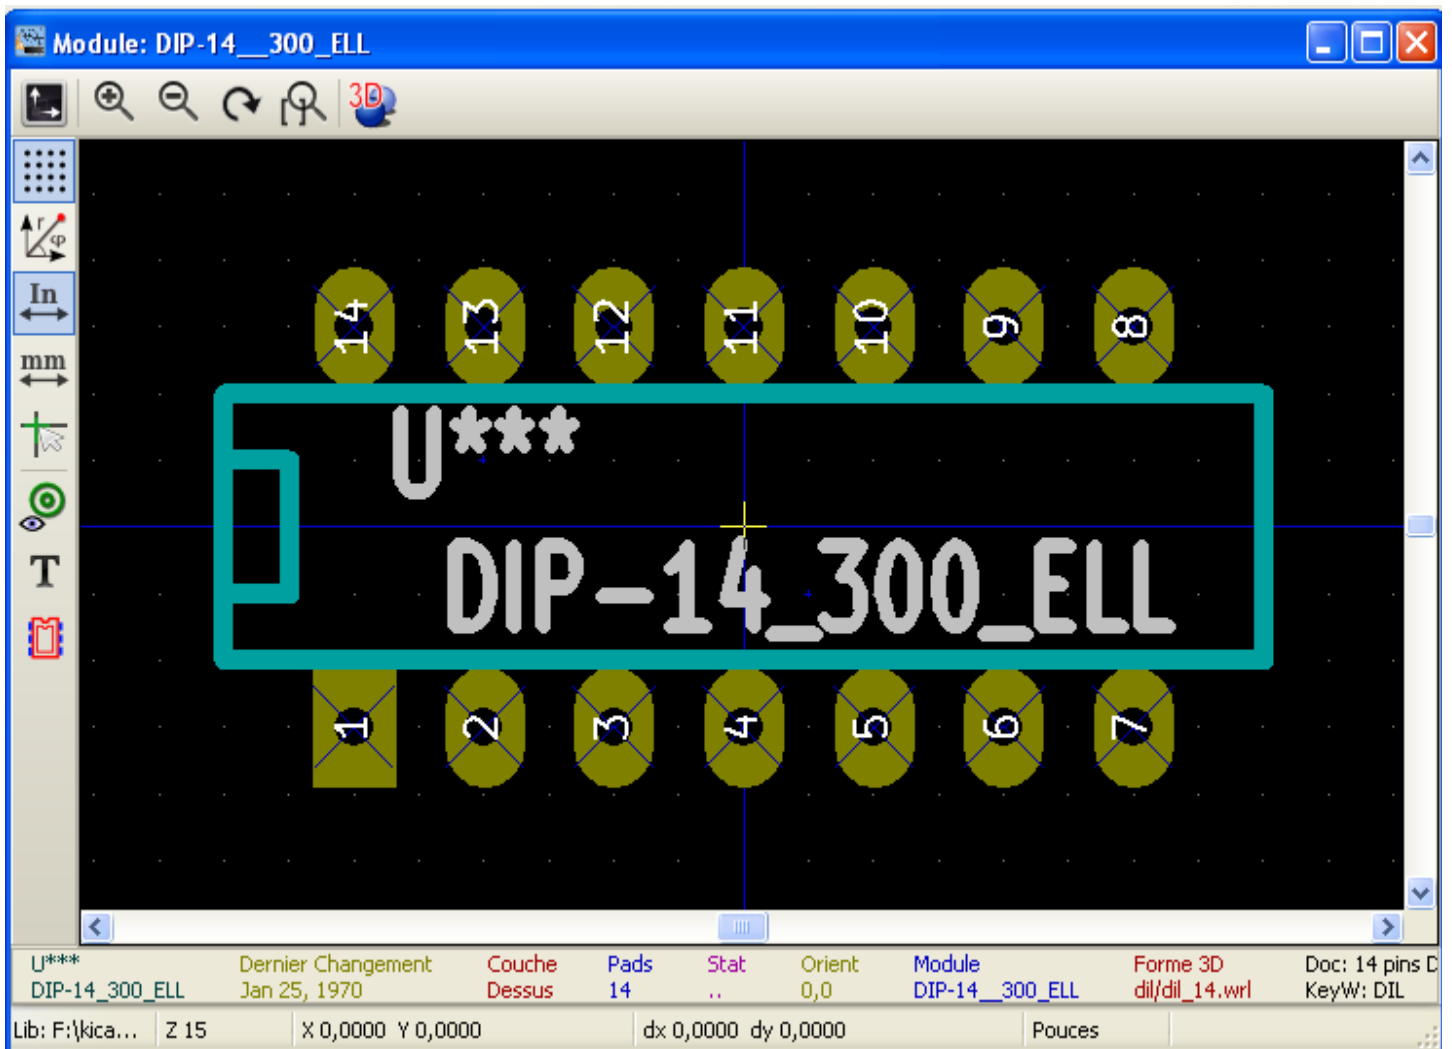 Module: DIP-14__300_ELL
3D
r
φ
In
mm
T
14 13 12 11 10 9 8
U***
DIP-14_300_ELL
1 2 3 4 5 6 7
U*** Dernier Changement Couche Pads Stat Orient Module Forme 3D Doc: 14 pins D
DIP-14_300_ELL Jan 25, 1970 Dessus 14 .. 0,0 DIP-14__300_ELL dil/dil_14.wrl KeyW: DIL
Lib: F:\kica... Z 15 X 0,0000 Y 0,0000 dx 0,0000 dy 0,0000 Pouces